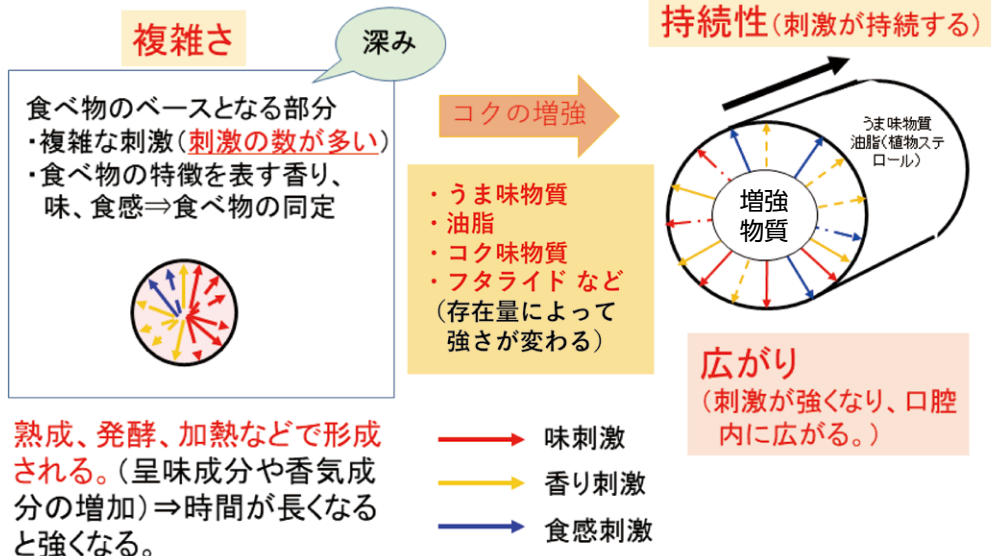 複雑さ
深み
食べ物のベースとなる部分
・複雑な刺激（刺激の数が多い）
・食べ物の特徴を表す香り、
味、食感⇒食べ物の同定
熟成、発酵、加熱などで形成
される。（呈味成分や香気成
分の増加）⇒時間が長くなる
と強くなる。
コクの増強
・うま味物質
・油脂
・コク味物質
・フタライド など
（存在量によって
強さが変わる）
味刺激
香り刺激
食感刺激
持続性（刺激が持続する）
うま味物質
油脂（植物ステ
ロール）
増強
物質
広がり
（刺激が強くなり、口腔
内に広がる。）